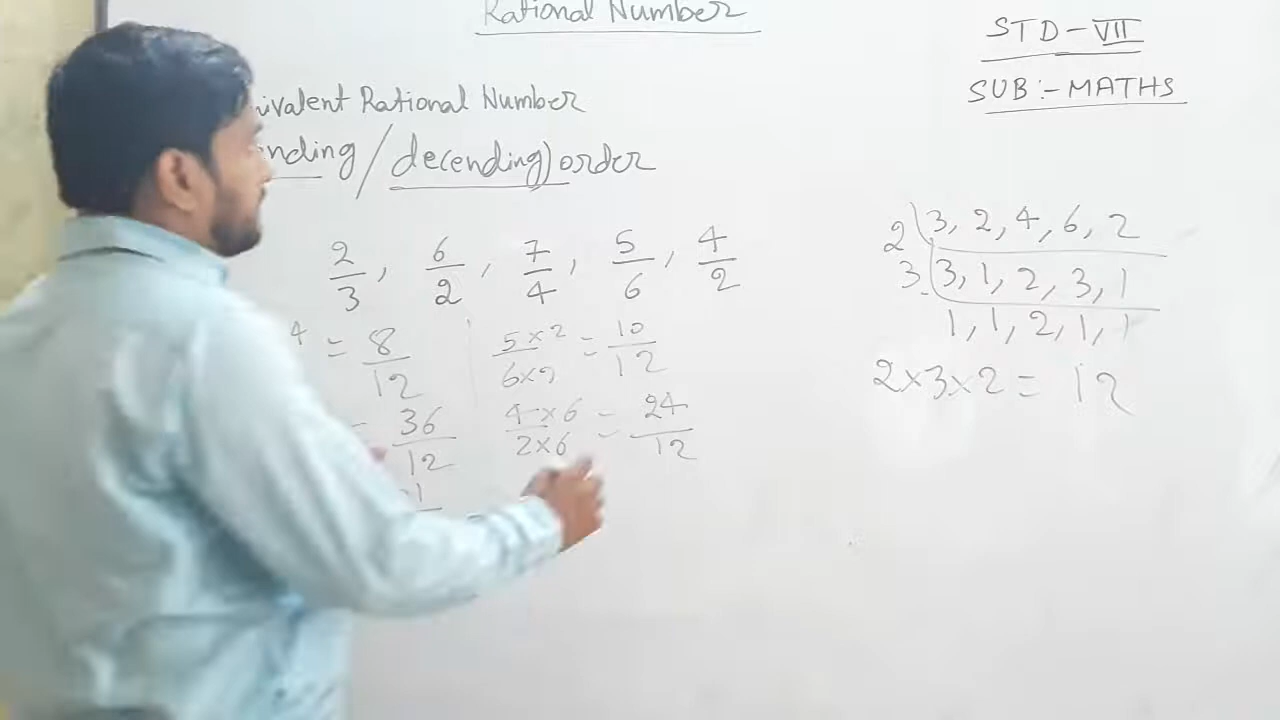 Rational Number
STD - VII
SUB :- MATHS
ivalent Rational Number
nding / decending) order
2/3, 6/2, 7/4, 5/6, 4/2
4 = 8/12
5 x 2 / 6 x 2 = 10/12
= 36/12
4 x 6 / 2 x 6 = 24/12
1
2 | 3, 2, 4, 6, 2
3 | 3, 1, 2, 3, 1
1, 1, 2, 1, 1
2 x 3 x 2 = 12